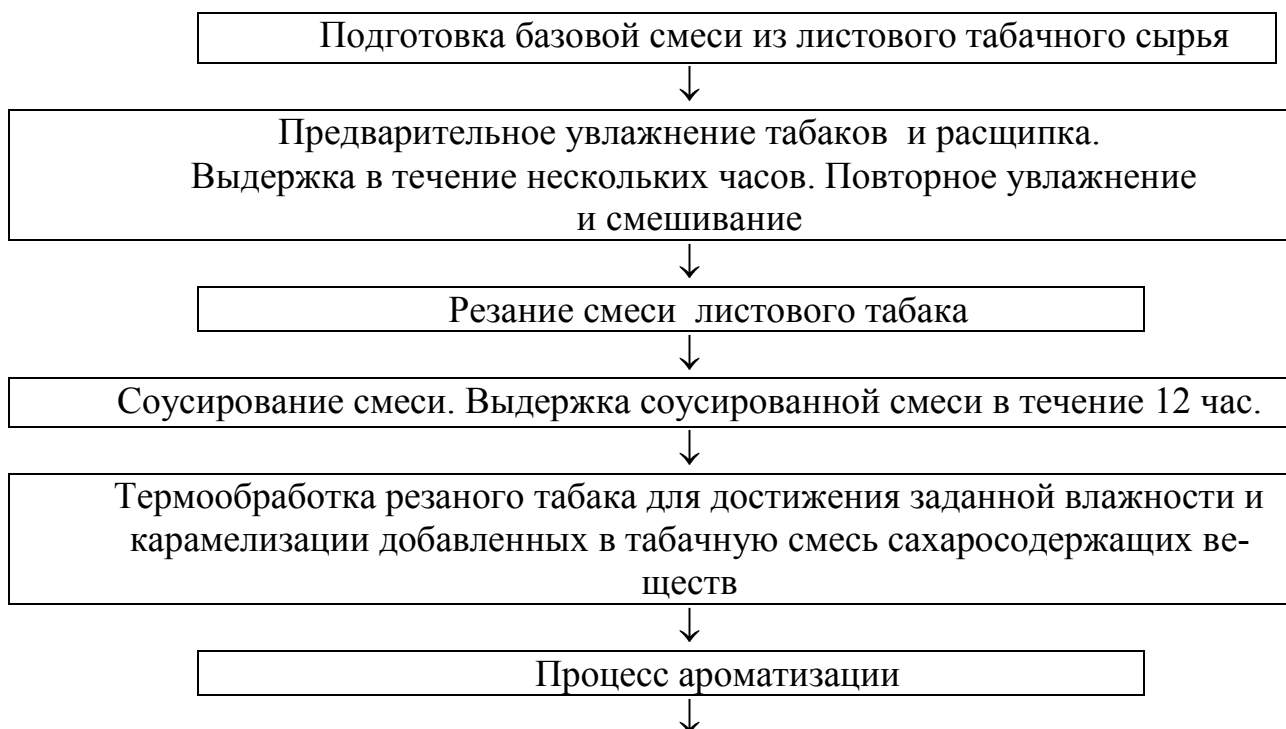 Подготовка базовой смеси из листового табачного сырья
↓
Предварительное увлажнение табаков и расщипка.
Выдержка в течение нескольких часов. Повторное увлажнение
и смешивание
↓
Резание смеси листового табака
↓
Соусирование смеси. Выдержка соусированной смеси в течение 12 час.
↓
Термообработка резаного табака для достижения заданной влажности и
карамелизации добавленных в табачную смесь сахаросодержащих ве-
ществ
↓
Процесс ароматизации
↓